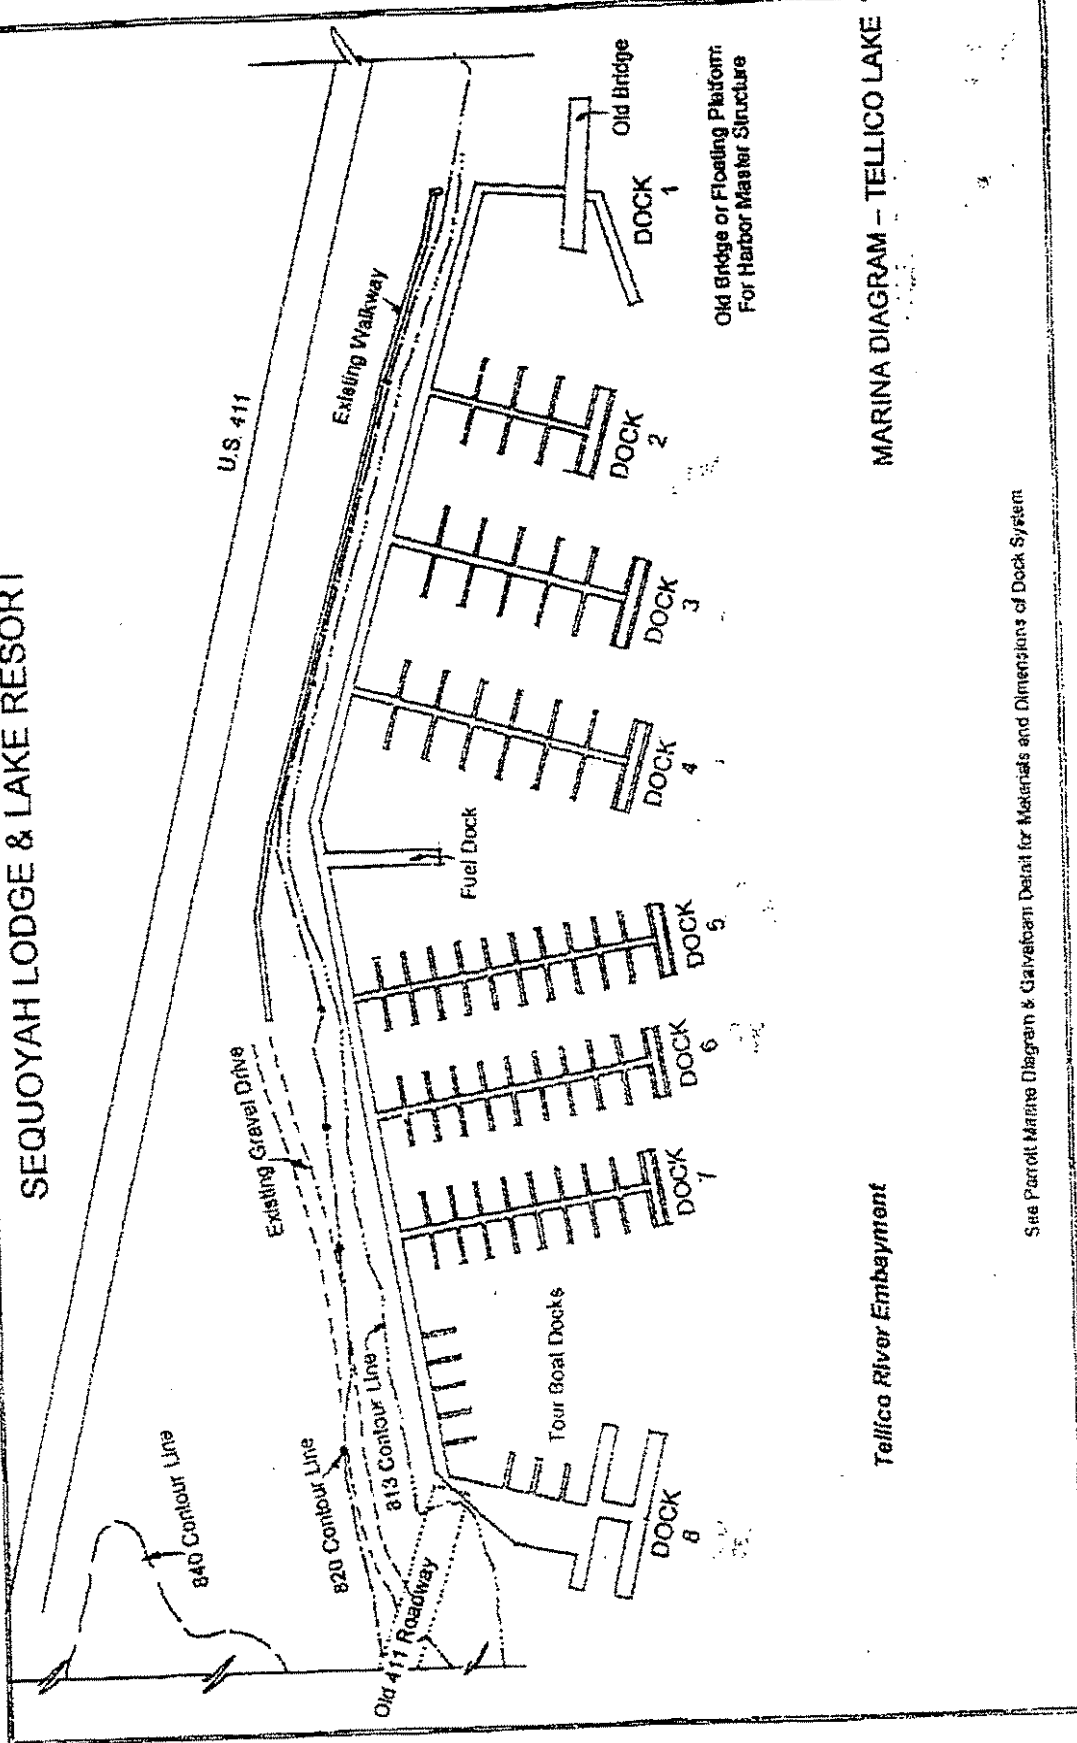 SEQUOYAH LODGE & LAKE RESORT
U.S. 411
840 Contour Line
Existing Gravel Drive
Existing Walkway
820 Contour Line
813 Contour Line
Old 411 Roadway
Fuel Dock
Tour Boat Docks
Old Bridge
DOCK
8
DOCK
7
DOCK
6
DOCK
5
DOCK
4
DOCK
3
DOCK
2
DOCK
1
Old Bridge or Floating Platform
For Harbor Master Structure
Tellico River Embayment
MARINA DIAGRAM – TELLICO LAKE
See Parrott Marine Diagram & Galvafoam Detail for Materials and Dimensions of Dock System